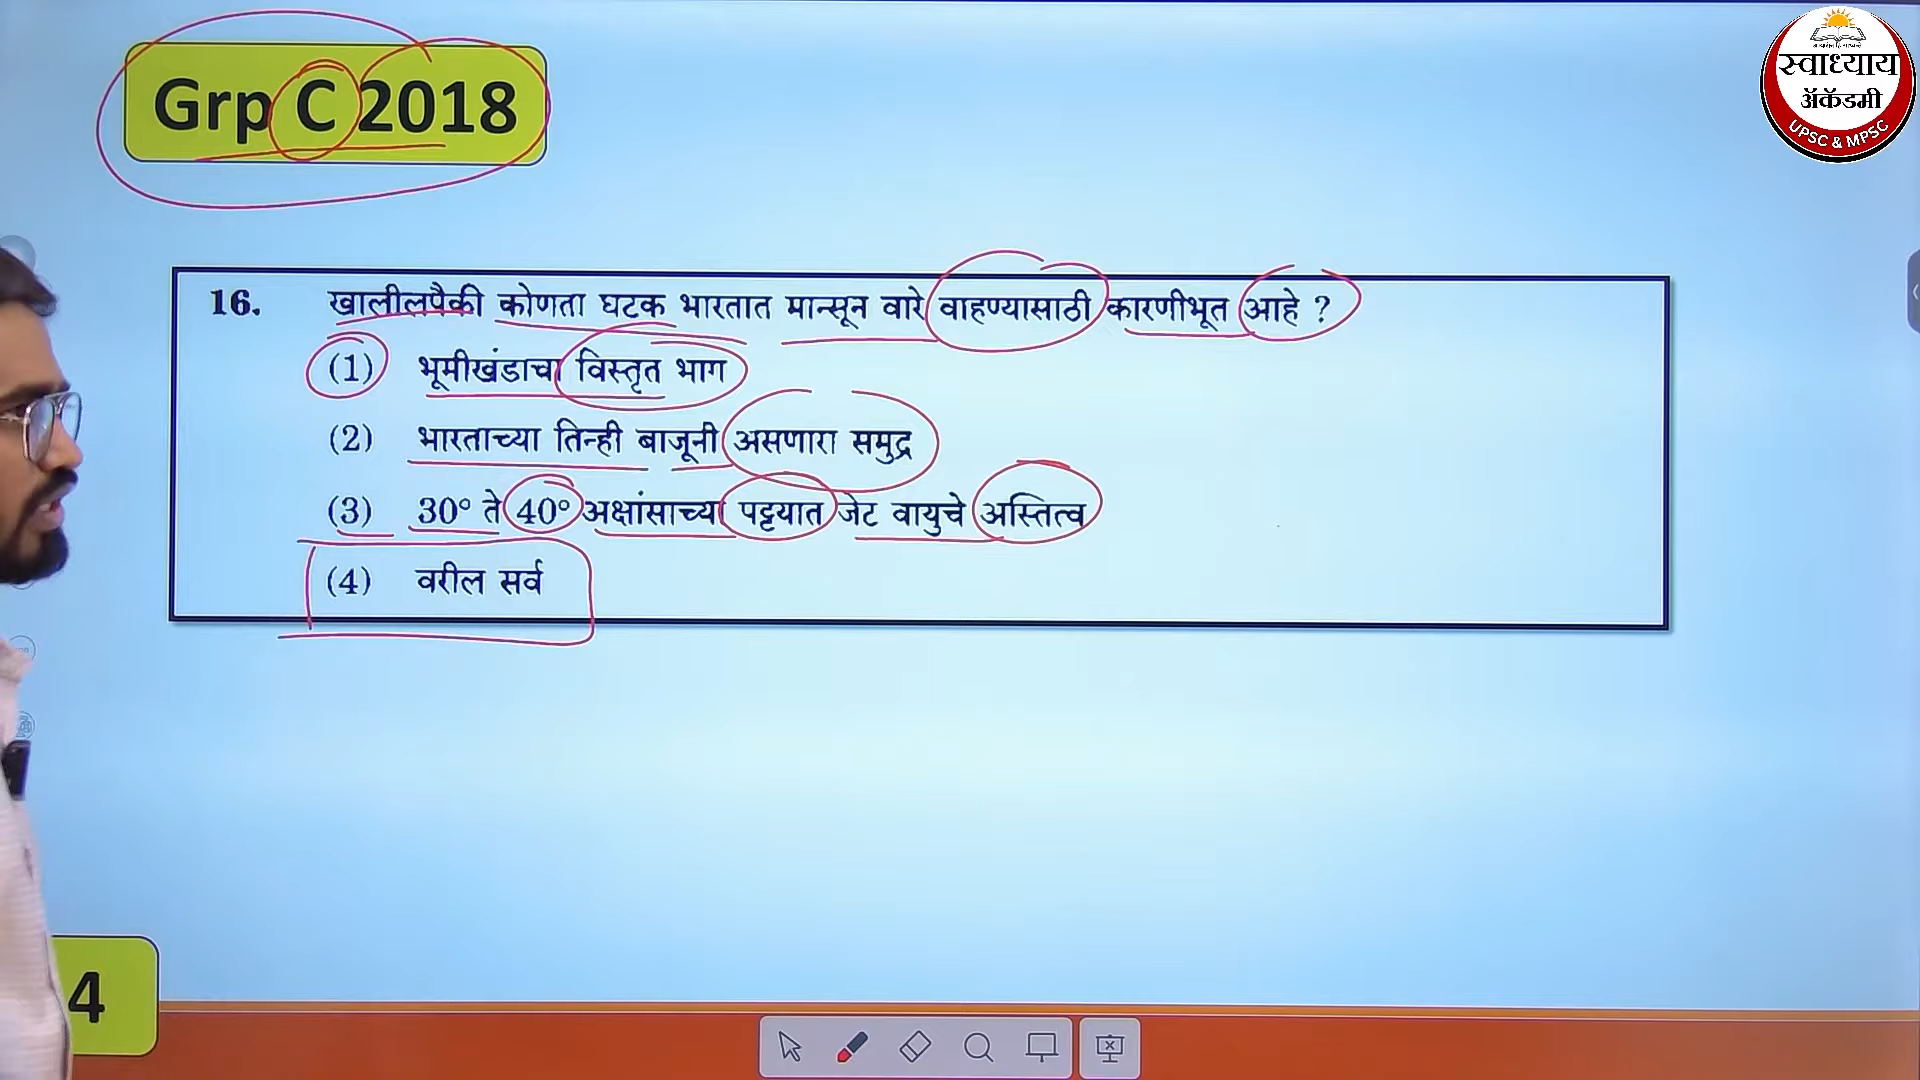 Grp C 2018
स्वाध्याय
ॲकॅडमी
UPSC & MPSC
16. खालीलपैकी कोणता घटक भारतात मान्सून वारे वाहण्यासाठी कारणीभूत आहे ?
(1) भूमीखंडाचा विस्तृत भाग
(2) भारताच्या तिन्ही बाजूनी असणारा समुद्र
(3) 30° ते 40° अक्षांसाच्या पट्टयात जेट वायुचे अस्तित्व
(4) वरील सर्व
4